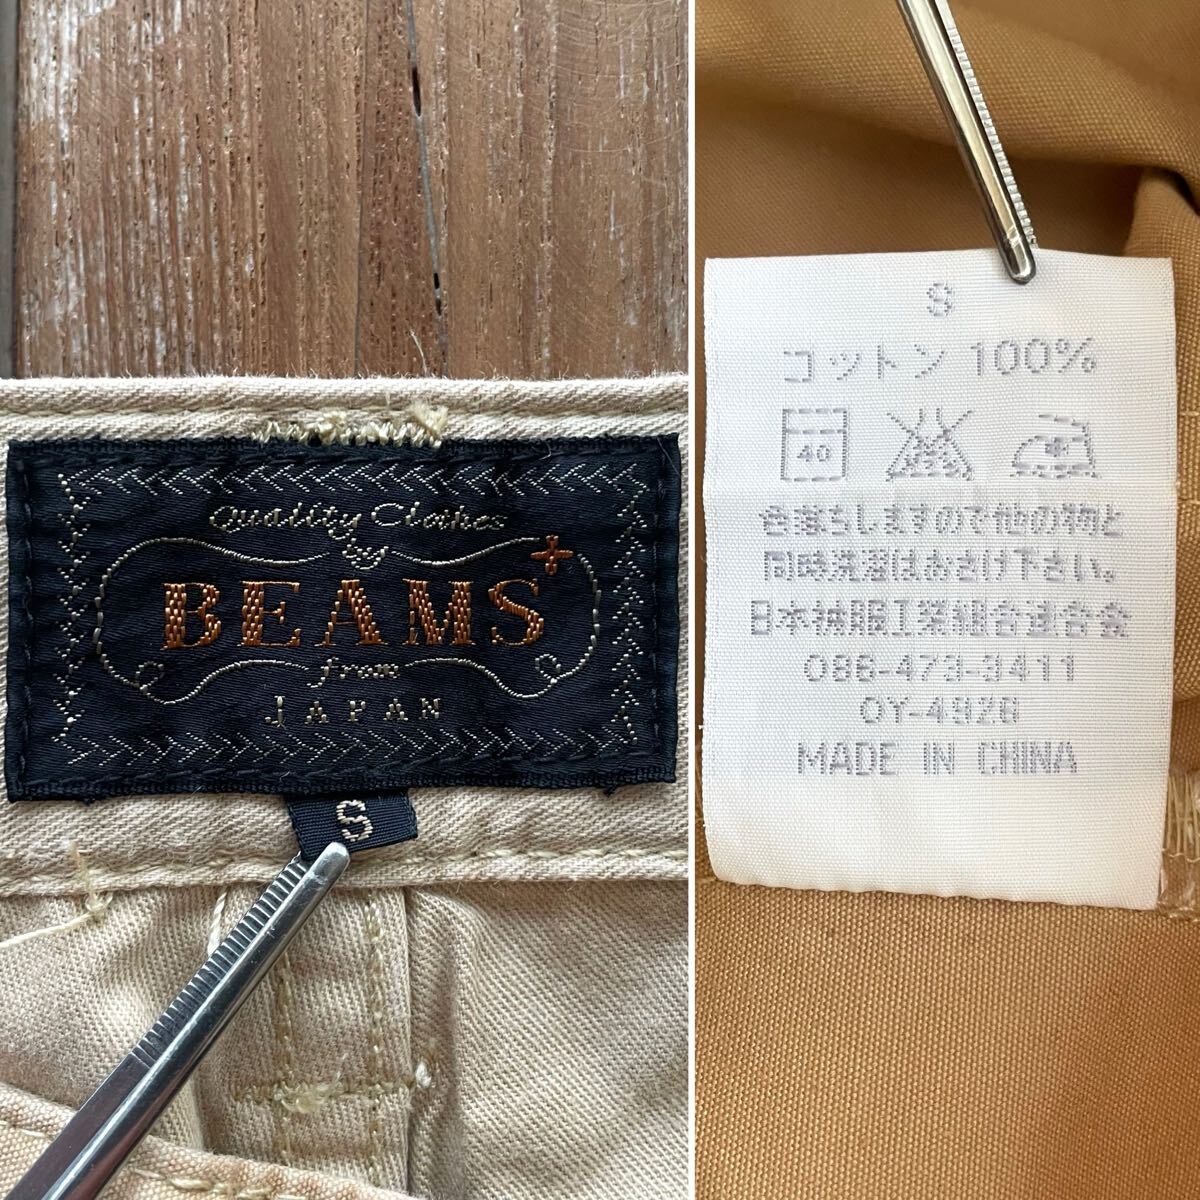 Quality Clothes
BEAMS+
from
JAPAN
S
S
コットン 100%
40
色落ちしますので他の物と
同時洗濯はおさけ下さい。
日本被服工業組合連合会
086-473-3411
OY-4928
MADE IN CHINA